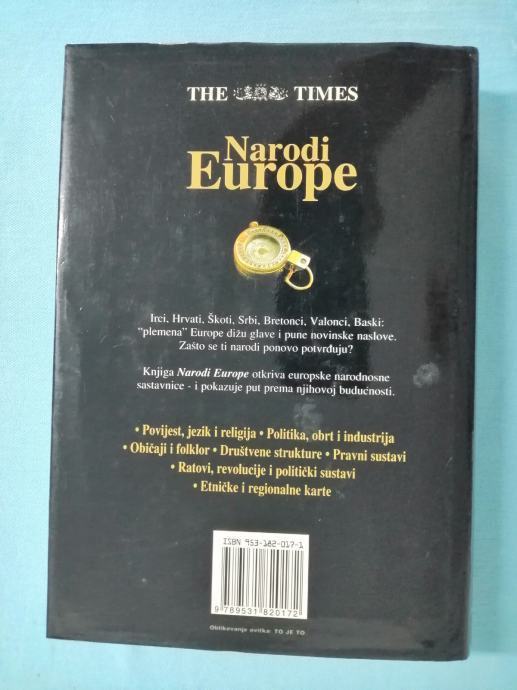 THE TIMES
Narodi
Europe
Irci, Hrvati, Škoti, Srbi, Bretonci, Valonci, Baski:
"plemena" Europe dižu glave i pune novinske naslove.
Zašto se ti narodi ponovo potvrđuju?
Knjiga Narodi Europe otkriva europske narodnosne
sastavnice - i pokazuje put prema njihovoj budućnosti.
• Povijest, jezik i religija • Politika, obrt i industrija
• Običaji i folklor • Društvene strukture • Pravni sustavi
• Ratovi, revolucije i politički sustavi
• Etničke i regionalne karte
ISBN 953-182-017-1
9 789531 820172
Oblikovanje ovitka: TO JE TO